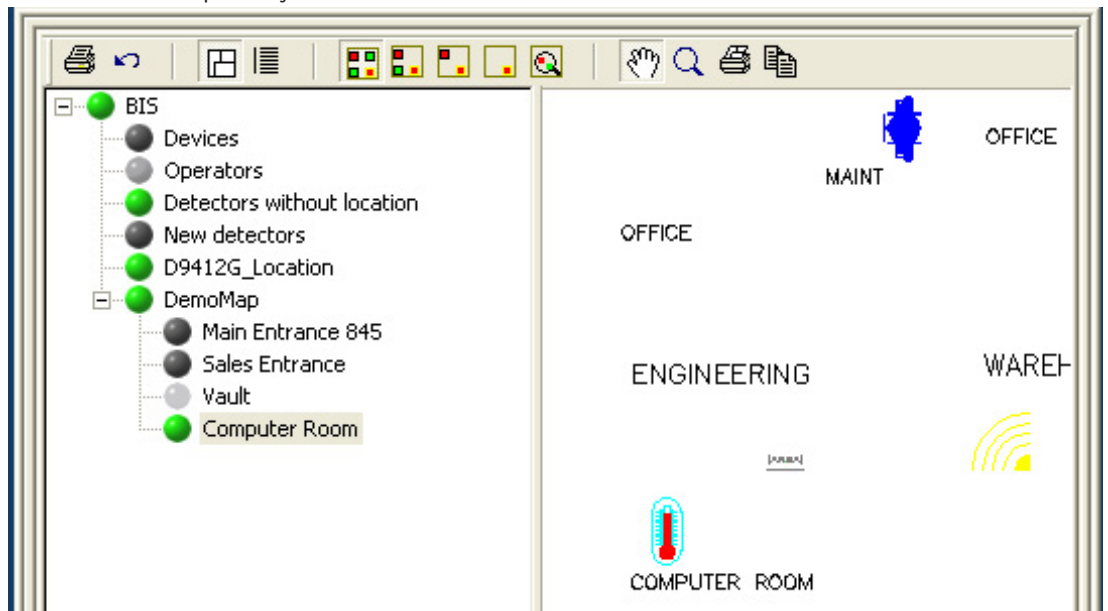 BIS
Devices
Operators
Detectors without location
New detectors
D9412G_Location
DemoMap
Main Entrance 845
Sales Entrance
Vault
Computer Room
OFFICE
MAINT
OFFICE
ENGINEERING
WAREH
COMPUTER ROOM